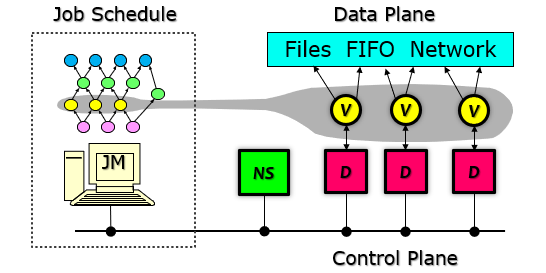 Job Schedule
Data Plane
Files FIFO Network
V V V
JM
NS D D D
Control Plane